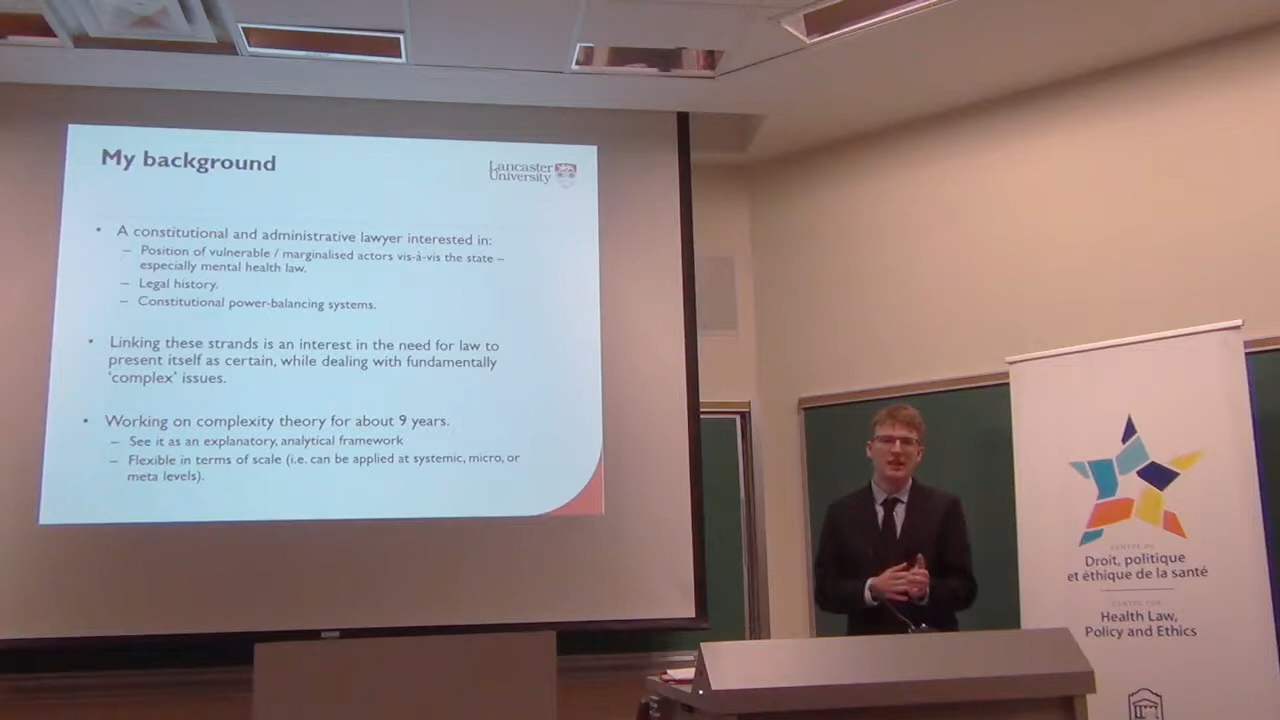 My background
Lancaster
University
• A constitutional and administrative lawyer interested in:
– Position of vulnerable / marginalised actors vis-à-vis the state –
especially mental health law.
– Legal history.
– Constitutional power-balancing systems.
• Linking these strands is an interest in the need for law to
present itself as certain, while dealing with fundamentally
‘complex’ issues.
• Working on complexity theory for about 9 years.
– See it as an explanatory, analytical framework
– Flexible in terms of scale (i.e. can be applied at systemic, micro, or
meta levels).
CENTRE DE
Droit, politique
et éthique de la santé
CENTRE FOR
Health Law,
Policy and Ethics